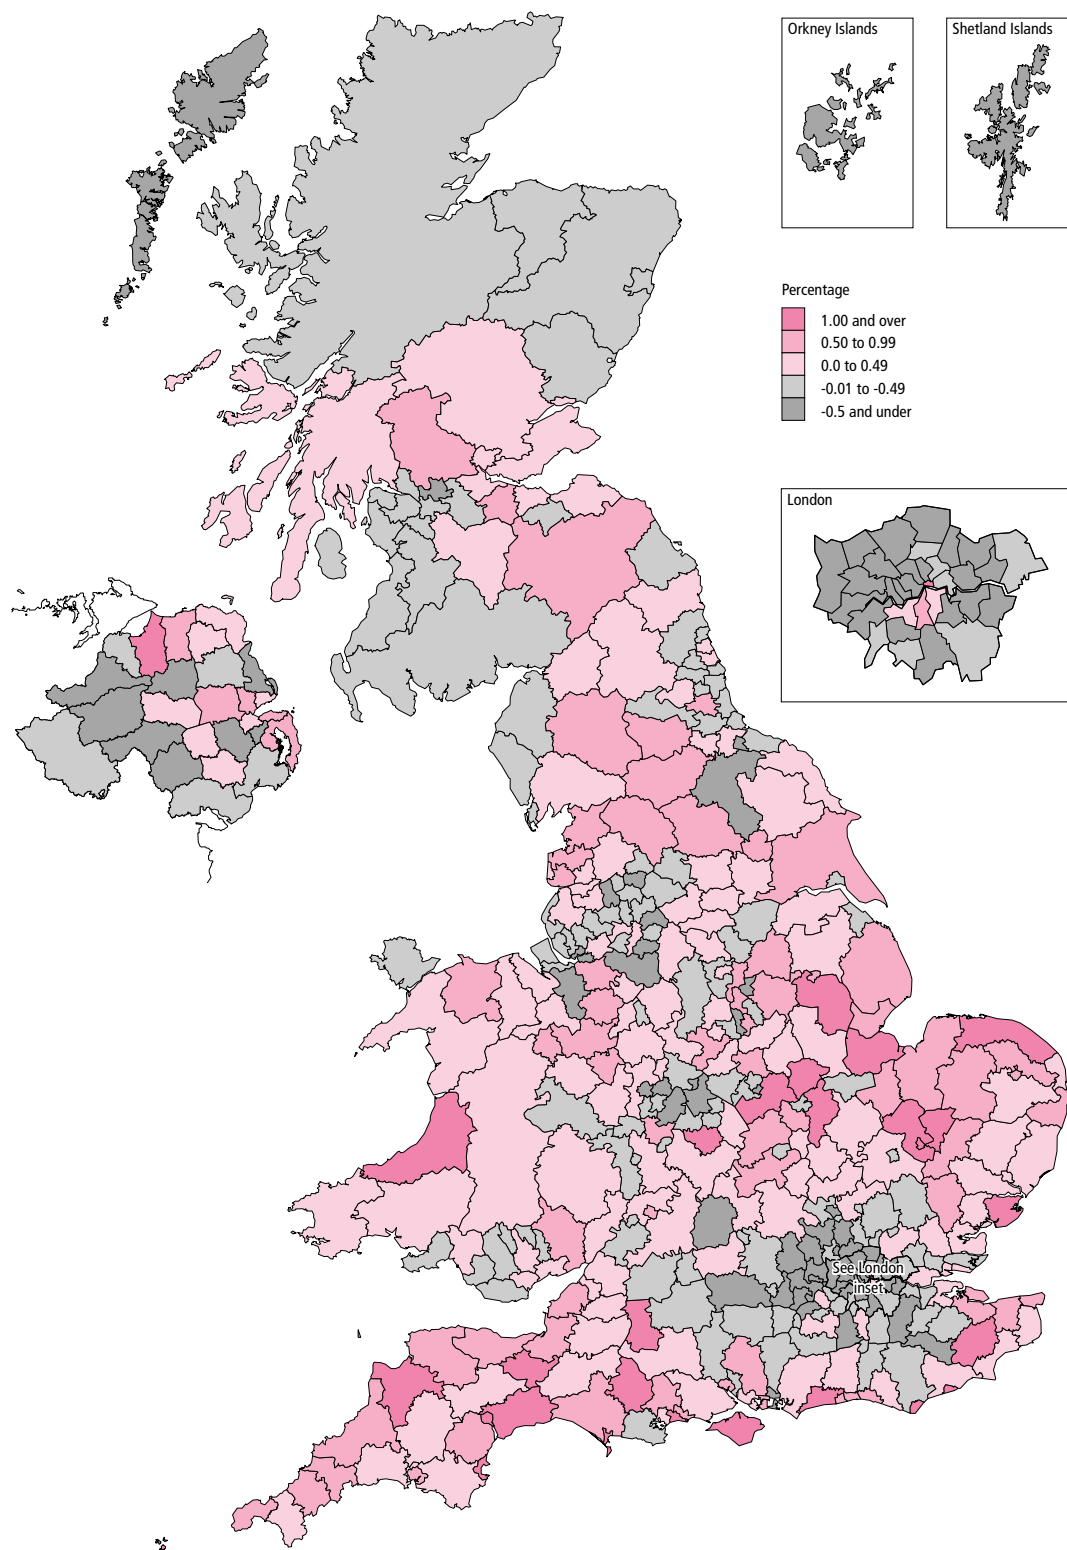 Orkney Islands
Shetland Islands
Percentage
1.00 and over
0.50 to 0.99
0.0 to 0.49
-0.01 to -0.49
-0.5 and under
London
See London
inset